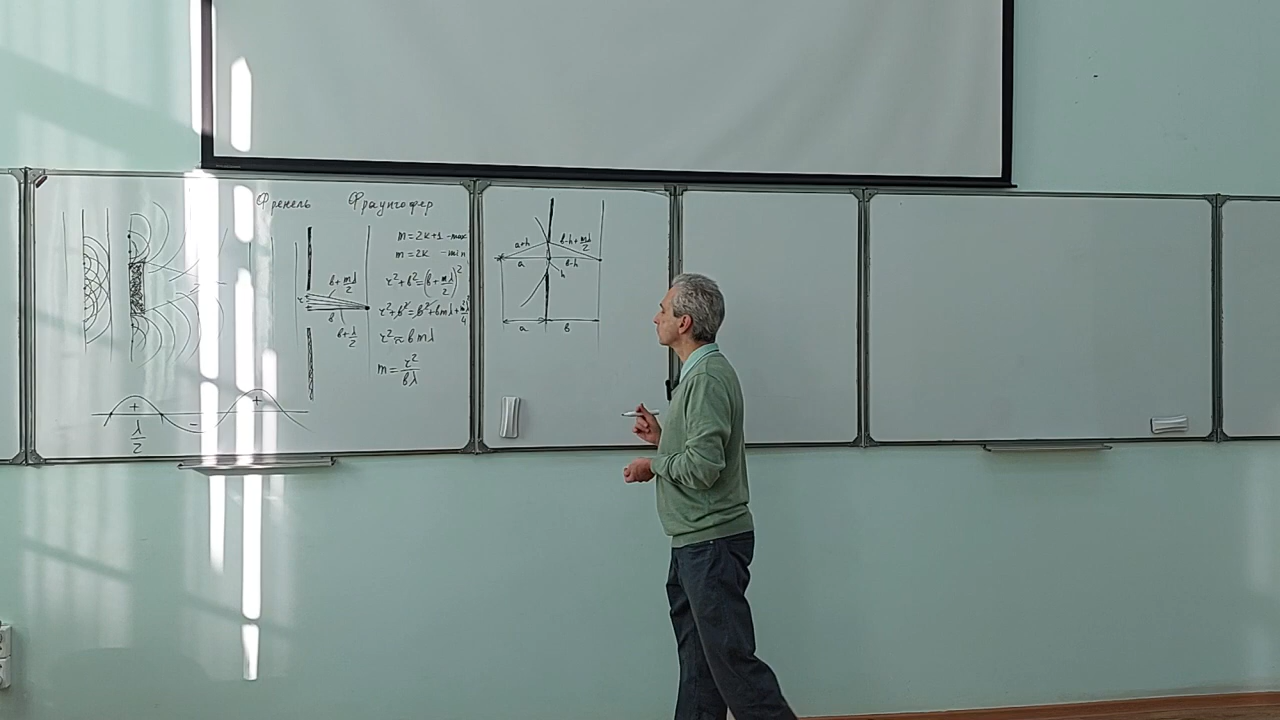 Френель Фраунгофер
m=2k+1 -max
m=2k -min
r²+b²=(b+mλ/2)²
r²+b²=b²+bmλ+m²λ²/4
r²≈bmλ
m=r²/bλ
b+mλ/2
r
b
b+λ/2
+ − +
λ/2
a+h b-h+mλ/2
a b-h
h
a b